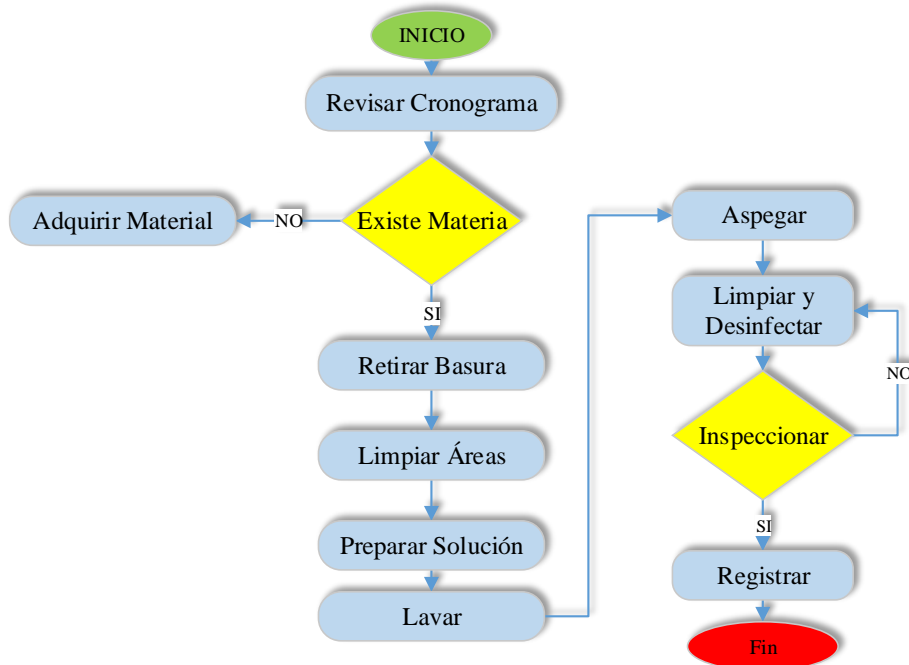 INICIO
Revisar Cronograma
Existe Materia
NO
Adquirir Material
SI
Retirar Basura
Limpiar Áreas
Preparar Solución
Lavar
Aspegar
Limpiar y
Desinfectar
NO
Inspeccionar
SI
Registrar
Fin